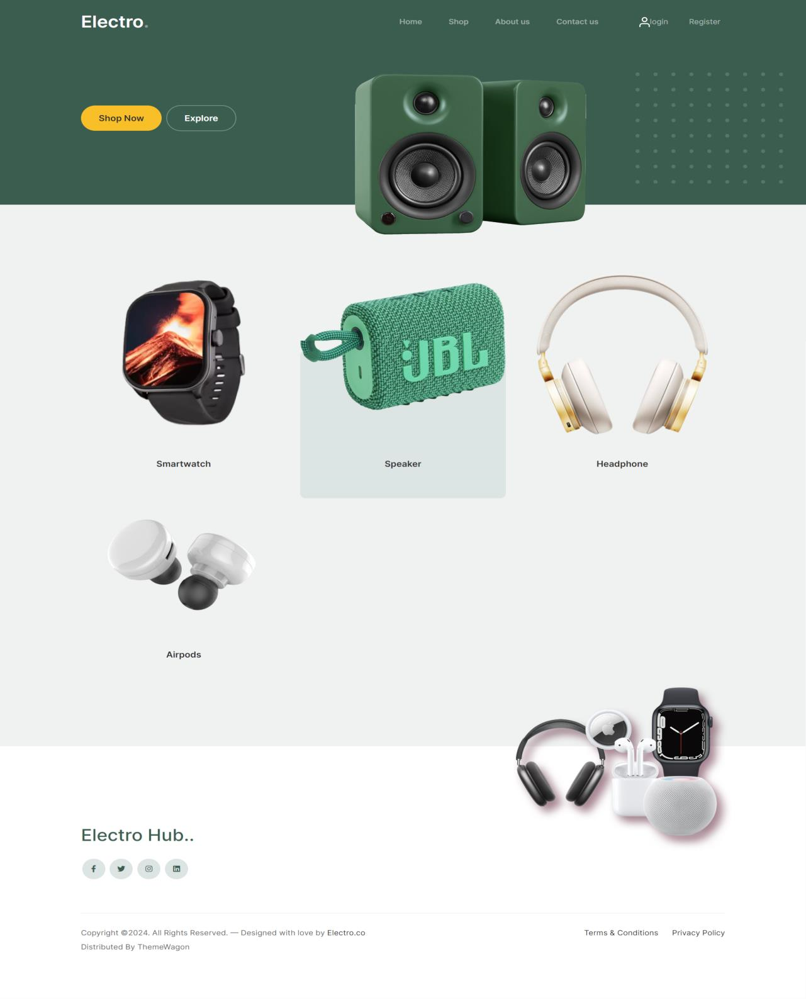 Electro.
Home Shop About us Contact us login Register
Shop Now Explore
JBL
Smartwatch Speaker Headphone
Airpods
Electro Hub..
Copyright ©2024. All Rights Reserved. — Designed with love by Electro.co
Distributed By ThemeWagon
Terms & Conditions Privacy Policy